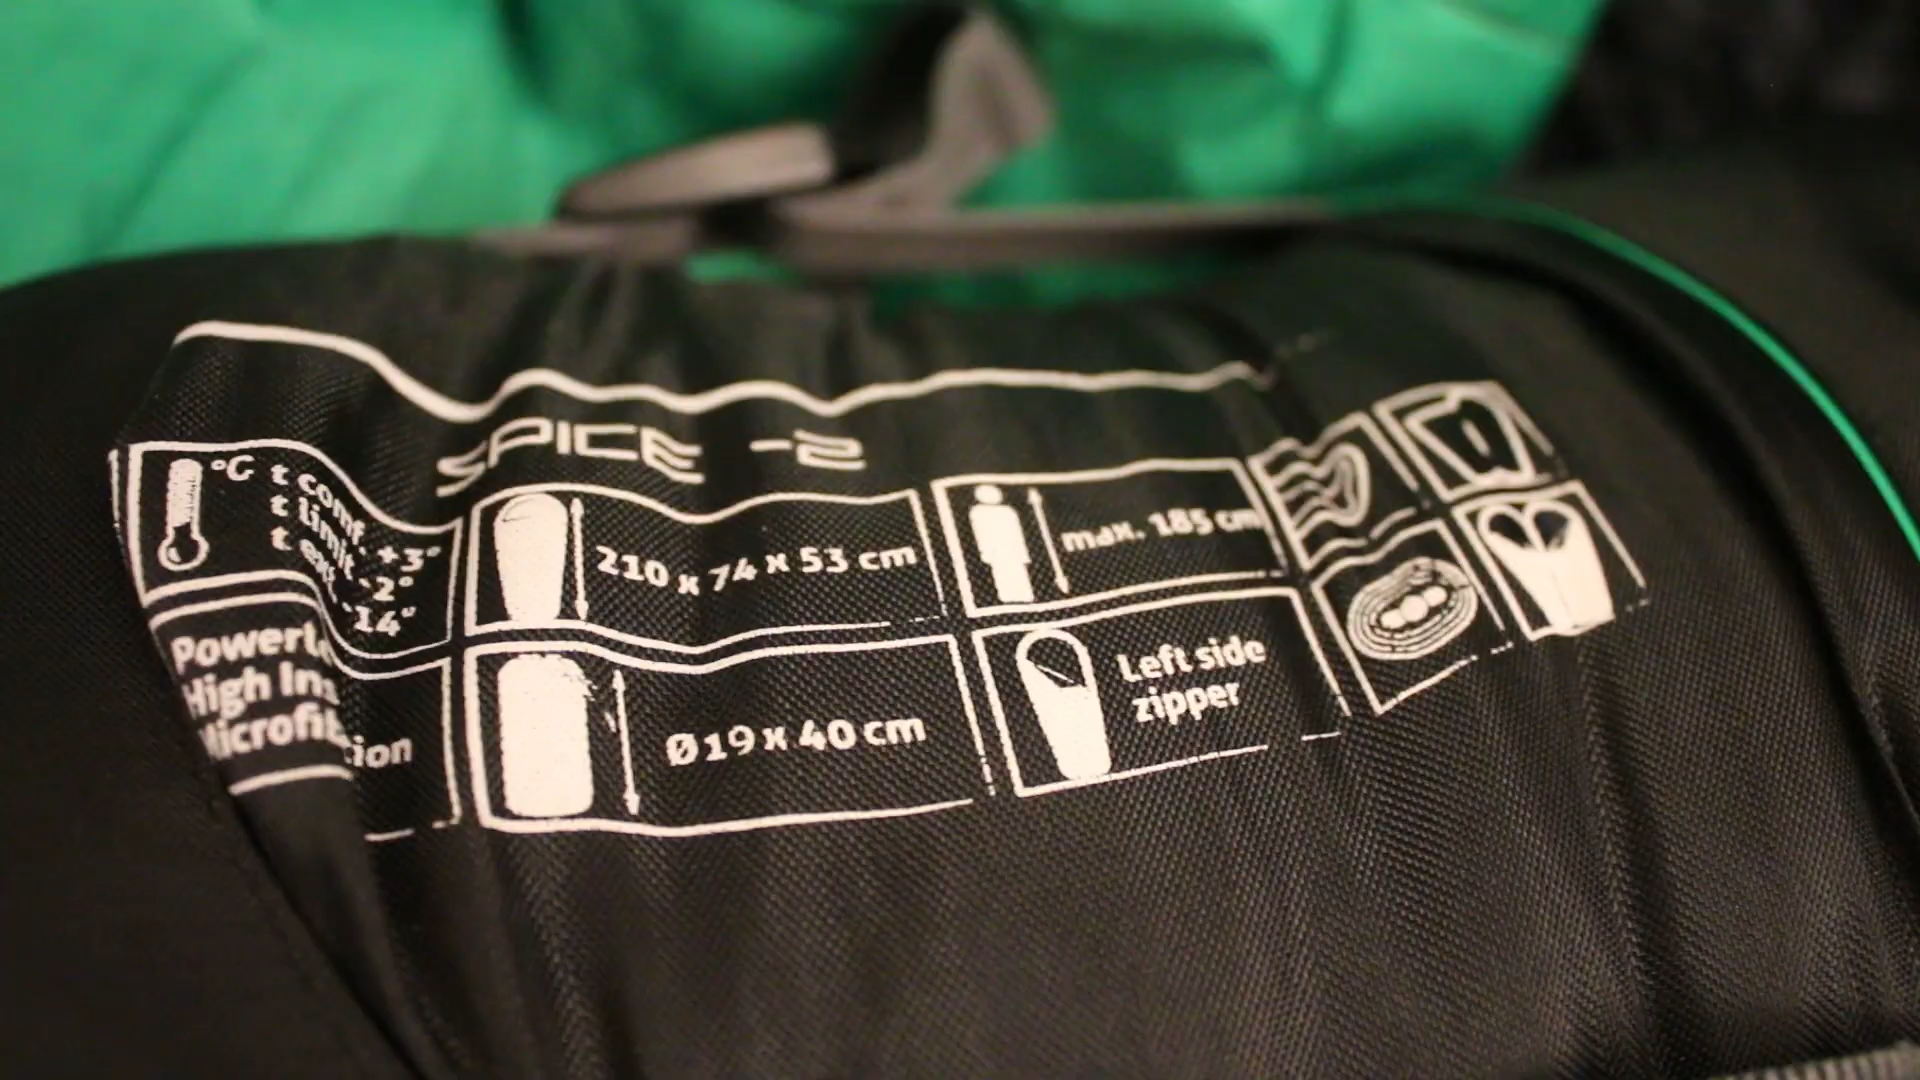 SPICE -2
°C t comf. +3°
t limit -2°
t ext. -14°
210 x 74 x 53 cm
max. 185 cm
High
Ø19 x 40 cm
Left side
zipper